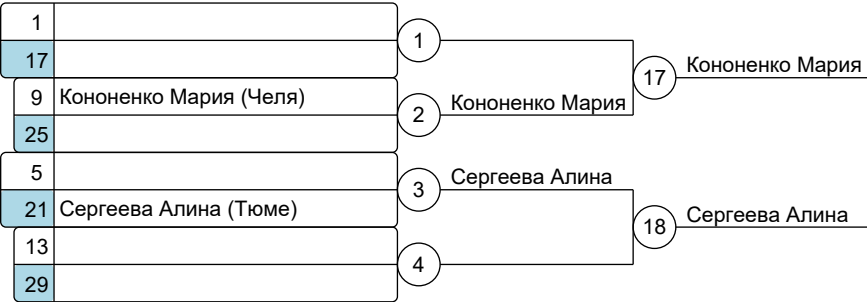 1
1
17
17
Кононенко Мария
9 Кононенко Мария (Челя)
2
Кононенко Мария
25
5
3
Сергеева Алина
21 Сергеева Алина (Тюме)
18
Сергеева Алина
13
4
29